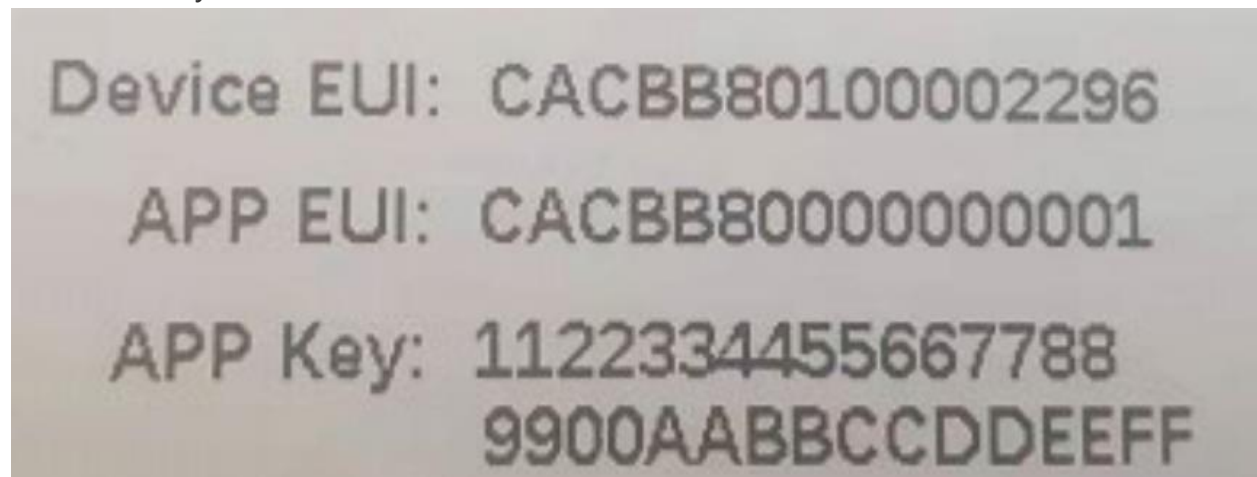 Device EUI: CACBB80100002296
APP EUI: CACBB80000000001
APP Key: 1122334455667788
9900AABBCCDDEEFF